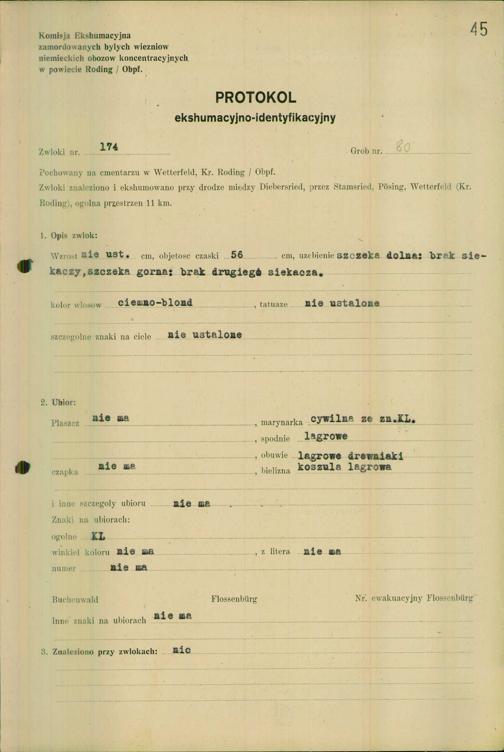 45
Komisja Ekshumacyjna
zamordowanych bylych wiezniow
niemieckich obozow koncentracyjnych
w powiecie Roding / Obpf.
PROTOKOL
ekshumacyjno-identyfikacyjny
Zwloki nr. 174 Grob nr. 80
Pochowany na cmentarzu w Wetterfeld, Kr. Roding / Obpf.
Zwloki znaleziono i ekshumowano przy drodze miedzy Diebersried, przez Stamsried, Pösing, Wetterfeld (Kr.
Roding), ogolna przestrzen 11 km.
1. Opis zwlok:
Wzrost nie ust. cm, objetosc czaski 56 cm, uzebienie szczeka dolna: brak sie-
kaczy, szczeka gorna: brak drugiego siekacza.
kolor wlosow ciemno-blond , tatuaze nie ustalone
szczegolne znaki na ciele nie ustalone
2. Ubior:
Plaszcz nie ma , marynarka cywilna ze zn.KL.
, spodnie lagrowe
, obuwie lagrowe drewniaki
czapka nie ma , bielizna koszula lagrowa
i inne szczegoly ubioru nie ma
Znaki na ubiorach:
ogolne KL
winkiel koloru nie ma , z litera nie ma
numer nie ma
Buchenwald Flossenbürg Nr. ewakuacyjny Flossenbürg
Inne znaki na ubiorach nie ma
3. Znaleziono przy zwlokach: nic